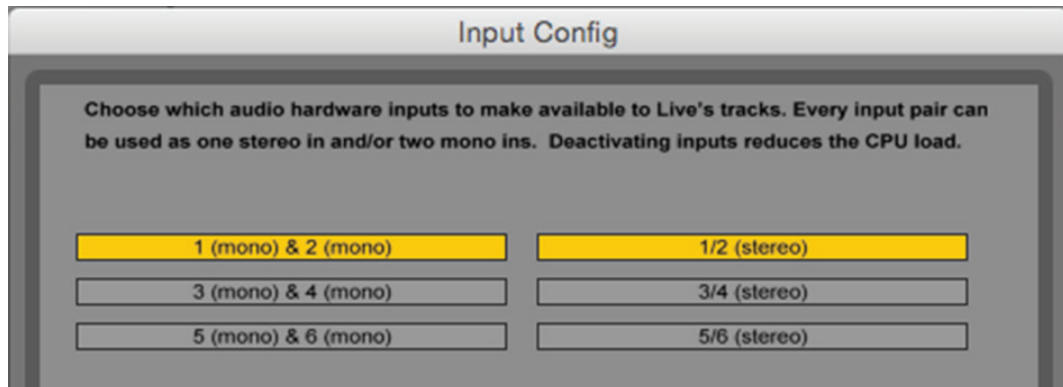 Input Config
Choose which audio hardware inputs to make available to Live's tracks. Every input pair can
be used as one stereo in and/or two mono ins. Deactivating inputs reduces the CPU load.
1 (mono) & 2 (mono)
1/2 (stereo)
3 (mono) & 4 (mono)
3/4 (stereo)
5 (mono) & 6 (mono)
5/6 (stereo)